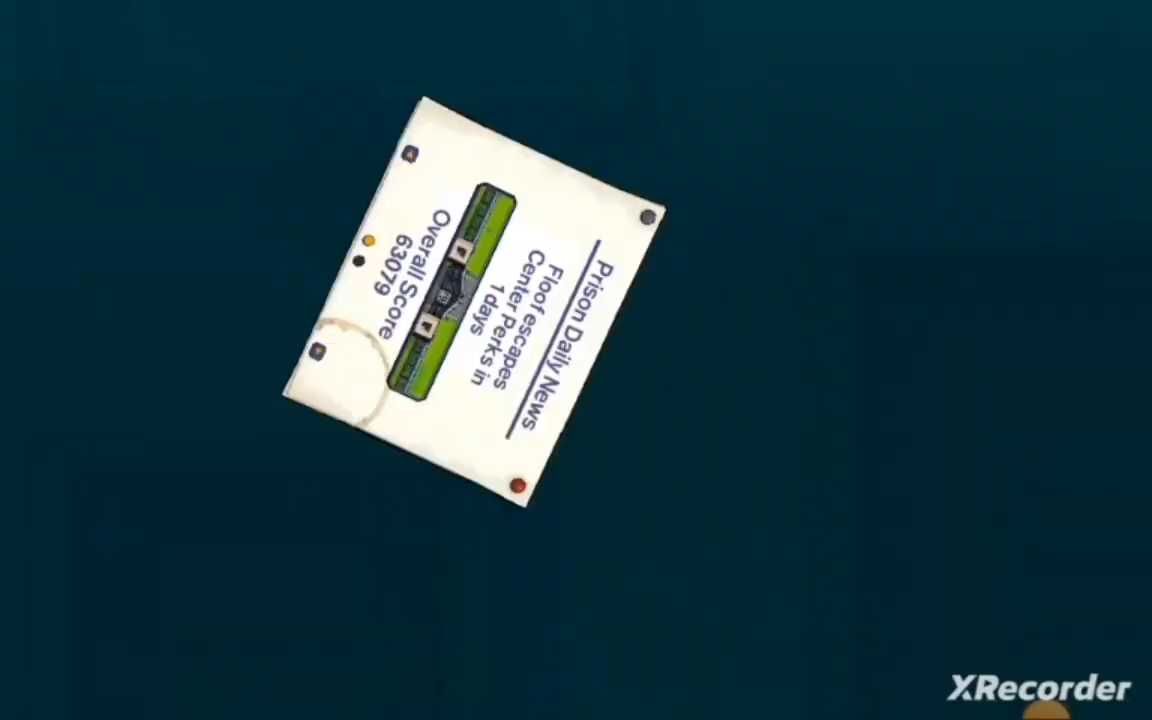 Prison Daily News
Floof escapes
Center Perks in
1 days
Overall Score
63079
XRecorder